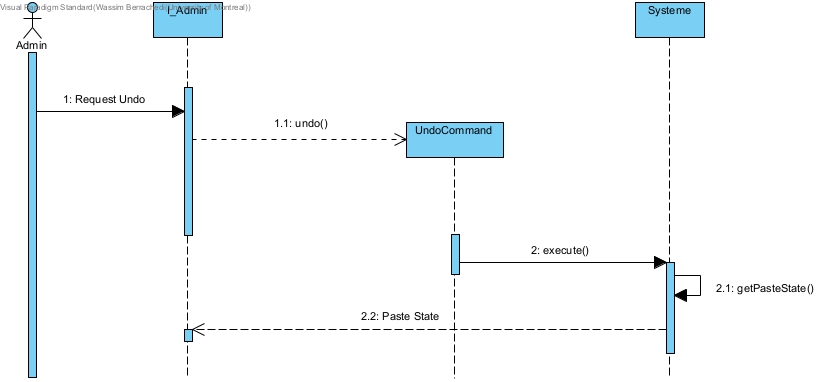 Visual Paradigm Standard(Wassim Berrached(University of Montreal))
I_Admin
Systeme
Admin
1: Request Undo
1.1: undo()
UndoCommand
2: execute()
2.1: getPasteState()
2.2: Paste State